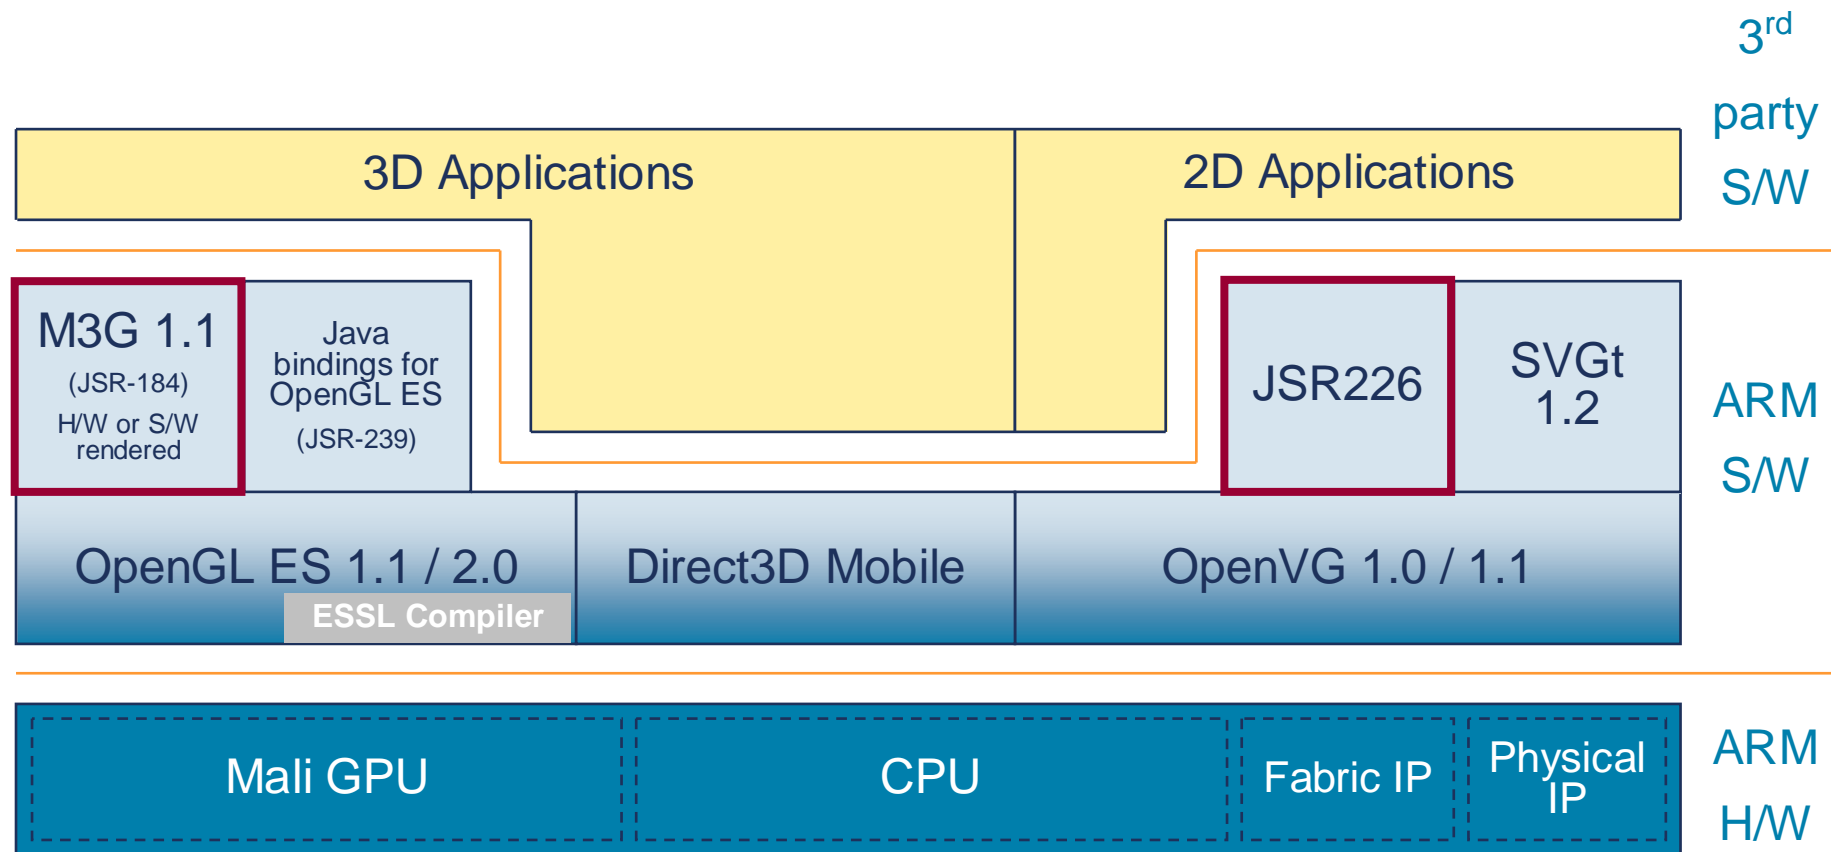 3rd
party
S/W
3D Applications
2D Applications
M3G 1.1
(JSR-184)
H/W or S/W
rendered
Java
bindings for
OpenGL ES
(JSR-239)
JSR226
SVGt
1.2
ARM
S/W
OpenGL ES 1.1 / 2.0
ESSL Compiler
Direct3D Mobile
OpenVG 1.0 / 1.1
Mali GPU
CPU
Fabric IP
Physical
IP
ARM
H/W